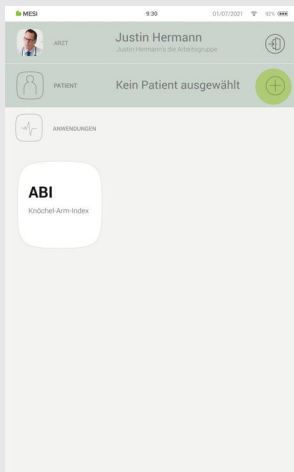 MESI 9:39 01/07/2021 92%
ARZT
Justin Hermann
Justin Hermann's die Arbeitsgruppe
PATIENT
Kein Patient ausgewählt
ANWENDUNGEN
ABI
Knöchel-Arm-Index